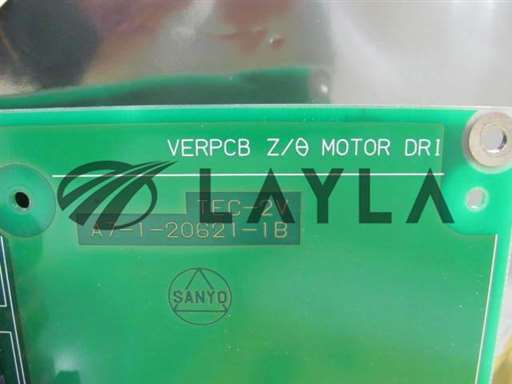 VERPCB Z/θ MOTOR DRI
LAYLA
TEC-2V
A7-1-20621-1B
SANYO